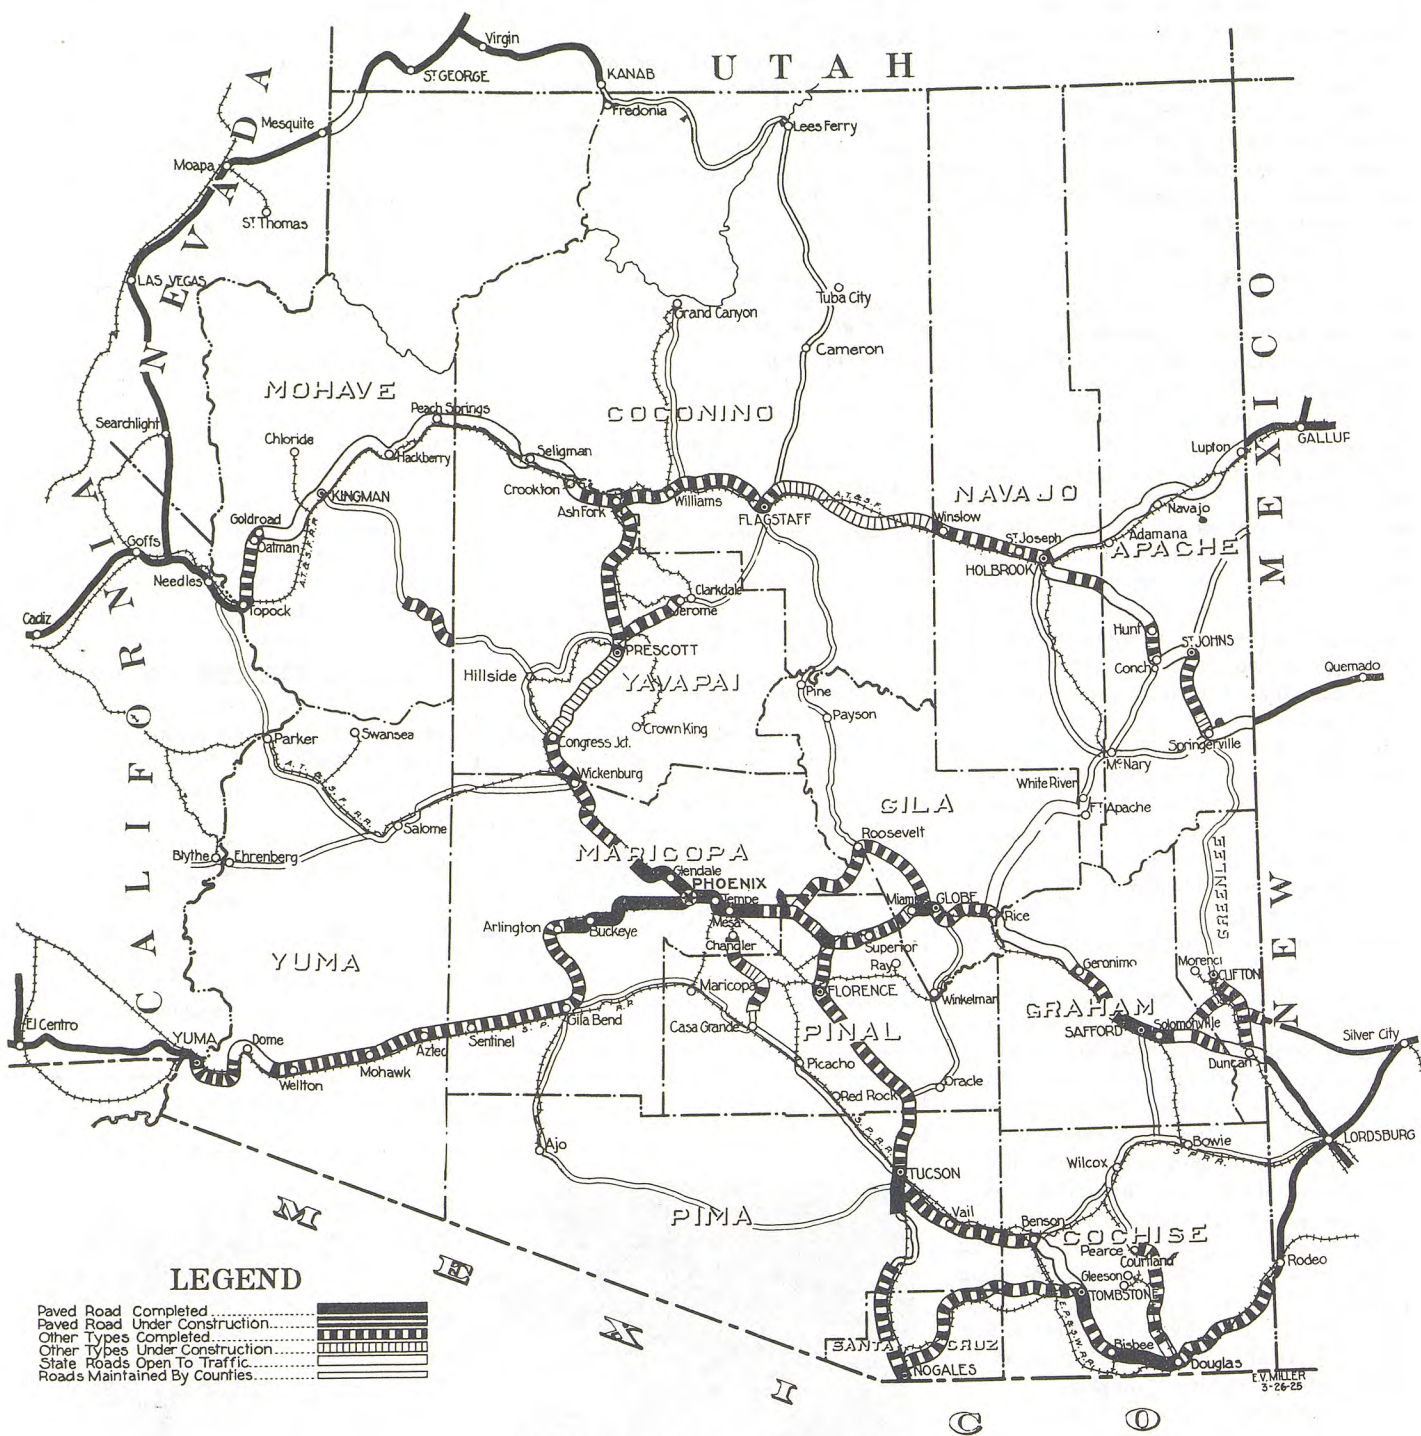 UTAH
NEVADA
CALIFORNIA
NEW MEXICO
MEXICO
Virgin
ST GEORGE
KANAB
Fredonia
Lees Ferry
Mesquite
Moapa
ST Thomas
LAS VEGAS
Tuba City
Grand Canyon
Cameron
MOHAVE
COCONINO
Peach Springs
Searchlight
Chloride
Hackberry
Seligman
Crookton
KINGMAN
Ash Fork
Williams
FLAGSTAFF
A.T.& S.F.
NAVAJO
Winslow
ST Joseph
HOLBROOK
Lupton
GALLUP
Navajo
Adamana
APACHE
Goldroad
Oatman
A.T.& S.F.R.R.
Goffs
Needles
Topock
Cadiz
Clarkdale
Jerome
PRESCOTT
Hillside
YAVAPAI
Hunt
ST JOHNS
Concho
Quemado
Pine
Payson
Crown King
Congress Jct.
Parker
Swansea
Springerville
McNary
Wickenburg
A.T. & S.F. R.R.
White River
FT Apache
GILA
Roosevelt
Salome
Blythe
Ehrenberg
MARICOPA
Glendale
PHOENIX
Tempe
Mesa
Miami
GLOBE
Rice
GREENLEE
Arlington
Buckeye
Chandler
Superior
Ray
YUMA
Geronimo
Morenci
CLIFTON
Maricopa
FLORENCE
Winkelman
GRAHAM
Gila Bend
S.P. R.R.
Casa Grande
PINAL
SAFFORD
Solomonville
Silver City
El Centro
YUMA
Dome
Wellton
Mohawk
Aztec
Sentinel
Picacho
Duncan
Red Rock
Oracle
S.P.R.R.
Ajo
TUCSON
Wilcox
Bowie
S.P.R.R.
LORDSBURG
PIMA
Vail
Benson
COCHISE
Pearce
Courtland
Gleeson
TOMBSTONE
Rodeo
E.P.& S.W.R.R.
SANTA CRUZ
NOGALES
Bisbee
Douglas
LEGEND
Paved Road Completed
Paved Road Under Construction
Other Types Completed
Other Types Under Construction
State Roads Open To Traffic
Roads Maintained By Counties
E.V.MILLER
3-26-25